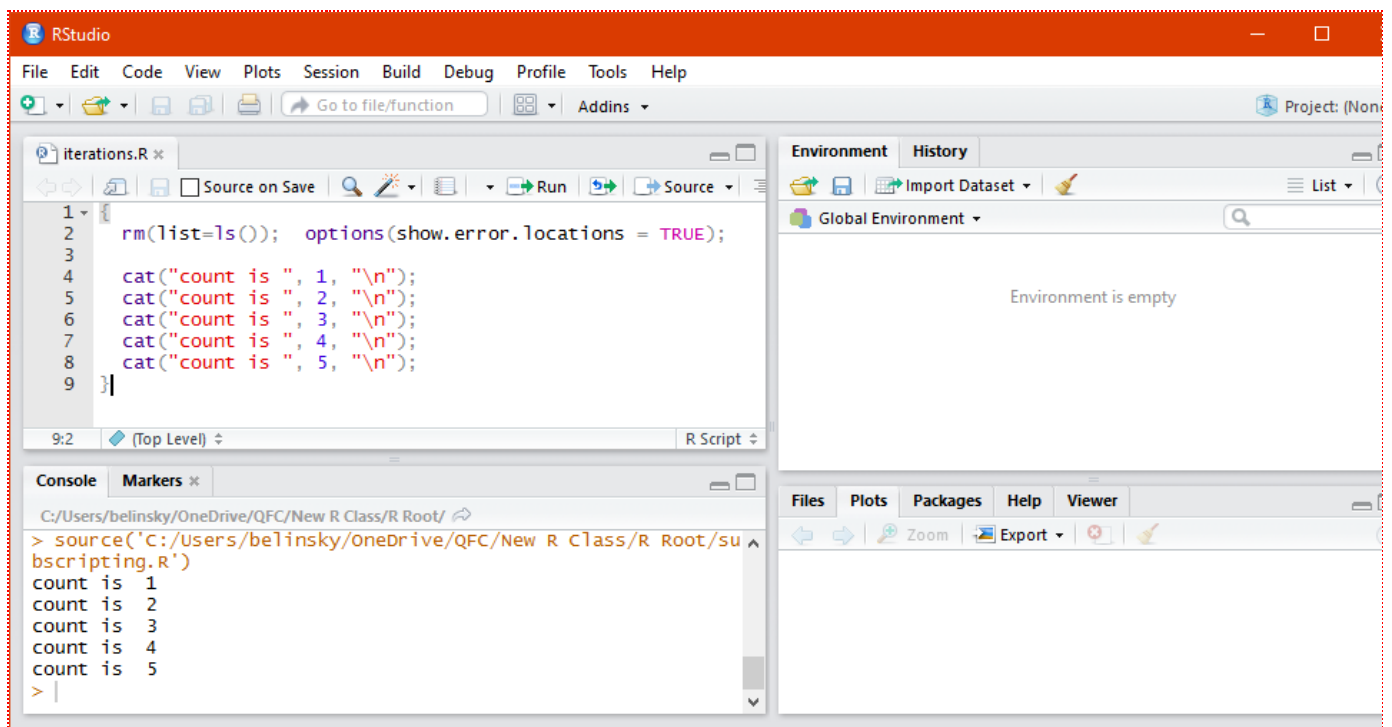 RStudio
File Edit Code View Plots Session Build Debug Profile Tools Help
Go to file/function Addins Project: (None
iterations.R
Source on Save Run Source
1 {
2 rm(list=ls()); options(show.error.locations = TRUE);
3
4 cat("count is ", 1, "\n");
5 cat("count is ", 2, "\n");
6 cat("count is ", 3, "\n");
7 cat("count is ", 4, "\n");
8 cat("count is ", 5, "\n");
9 }
9:2 (Top Level) R Script
Console Markers
C:/Users/belinsky/OneDrive/QFC/New R Class/R Root/
> source('C:/Users/belinsky/OneDrive/QFC/New R Class/R Root/su
bscripting.R')
count is  1
count is  2
count is  3
count is  4
count is  5
>
Environment History
Import Dataset List
Global Environment
Environment is empty
Files Plots Packages Help Viewer
Zoom Export